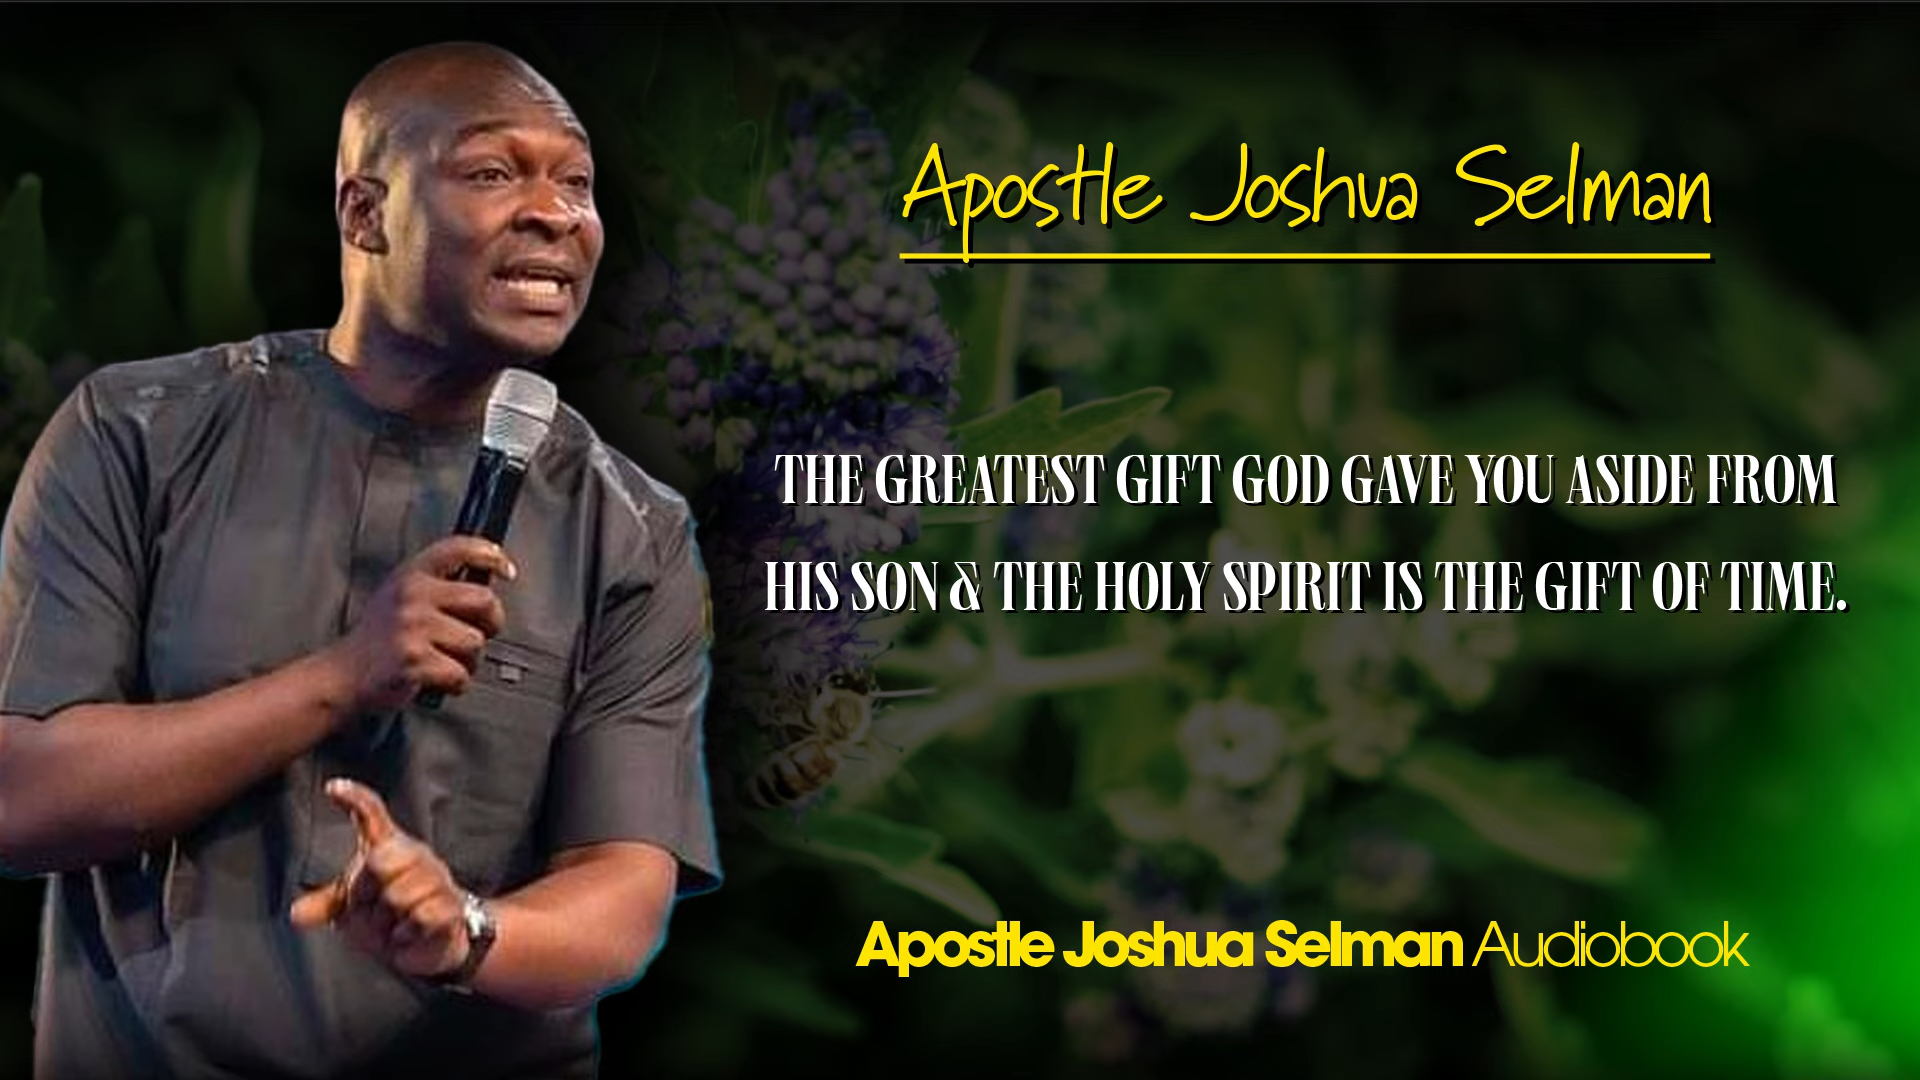 Apostle Joshua Selman
THE GREATEST GIFT GOD GAVE YOU ASIDE FROM
HIS SON & THE HOLY SPIRIT IS THE GIFT OF TIME.
Apostle Joshua Selman Audiobook